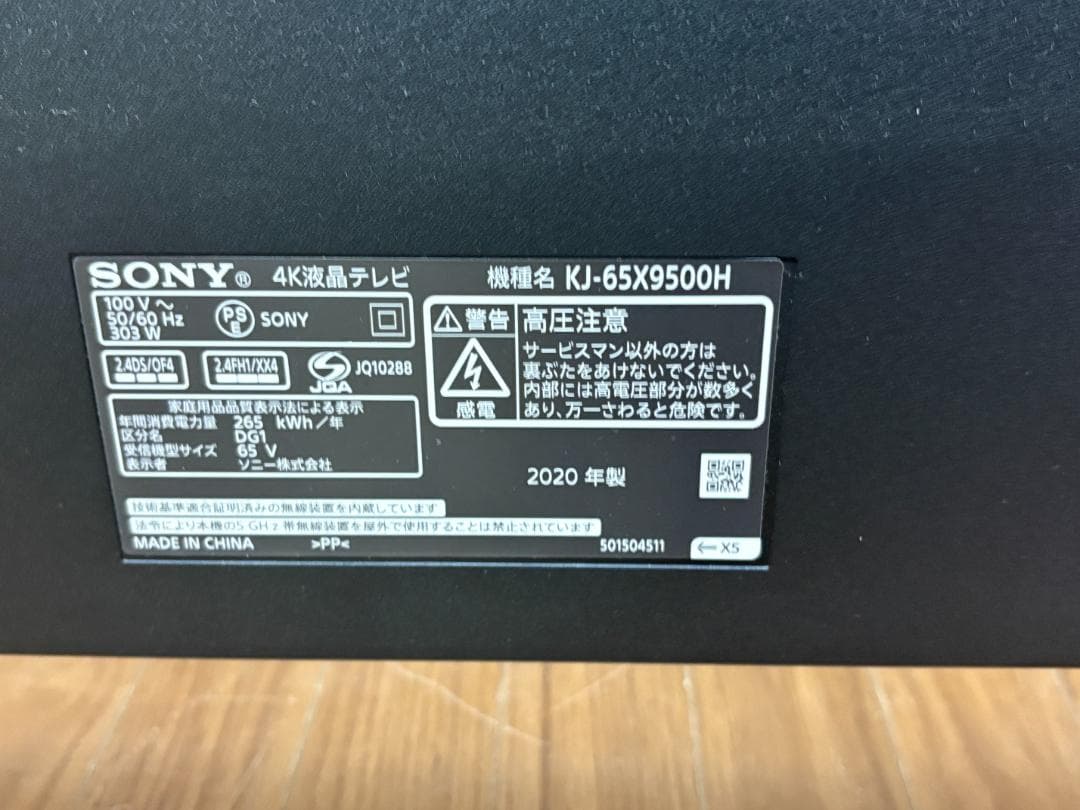 SONY® 4K液晶テレビ 機種名 KJ-65X9500H
100 V ～
50/60 Hz
303 W
PS
E
SONY
2.4DS/OF4
2.4FH1/XX4
JQA
JQ10288
警告
感電
高圧注意
サービスマン以外の方は
裏ぶたをあけないでください。
内部には高電圧部分が数多く
あり、万一さわると危険です。
家庭用品品質表示法による表示
年間消費電力量 265 kWh/年
区分名 DG1
受信機型サイズ 65 V
表示者 ソニー株式会社
2020 年製
技術基準適合証明済みの無線装置を内蔵しています
法令により本機の5 GHz 帯無線装置を屋外で使用することは禁止されています
MADE IN CHINA >PP< 501504511 ← X5